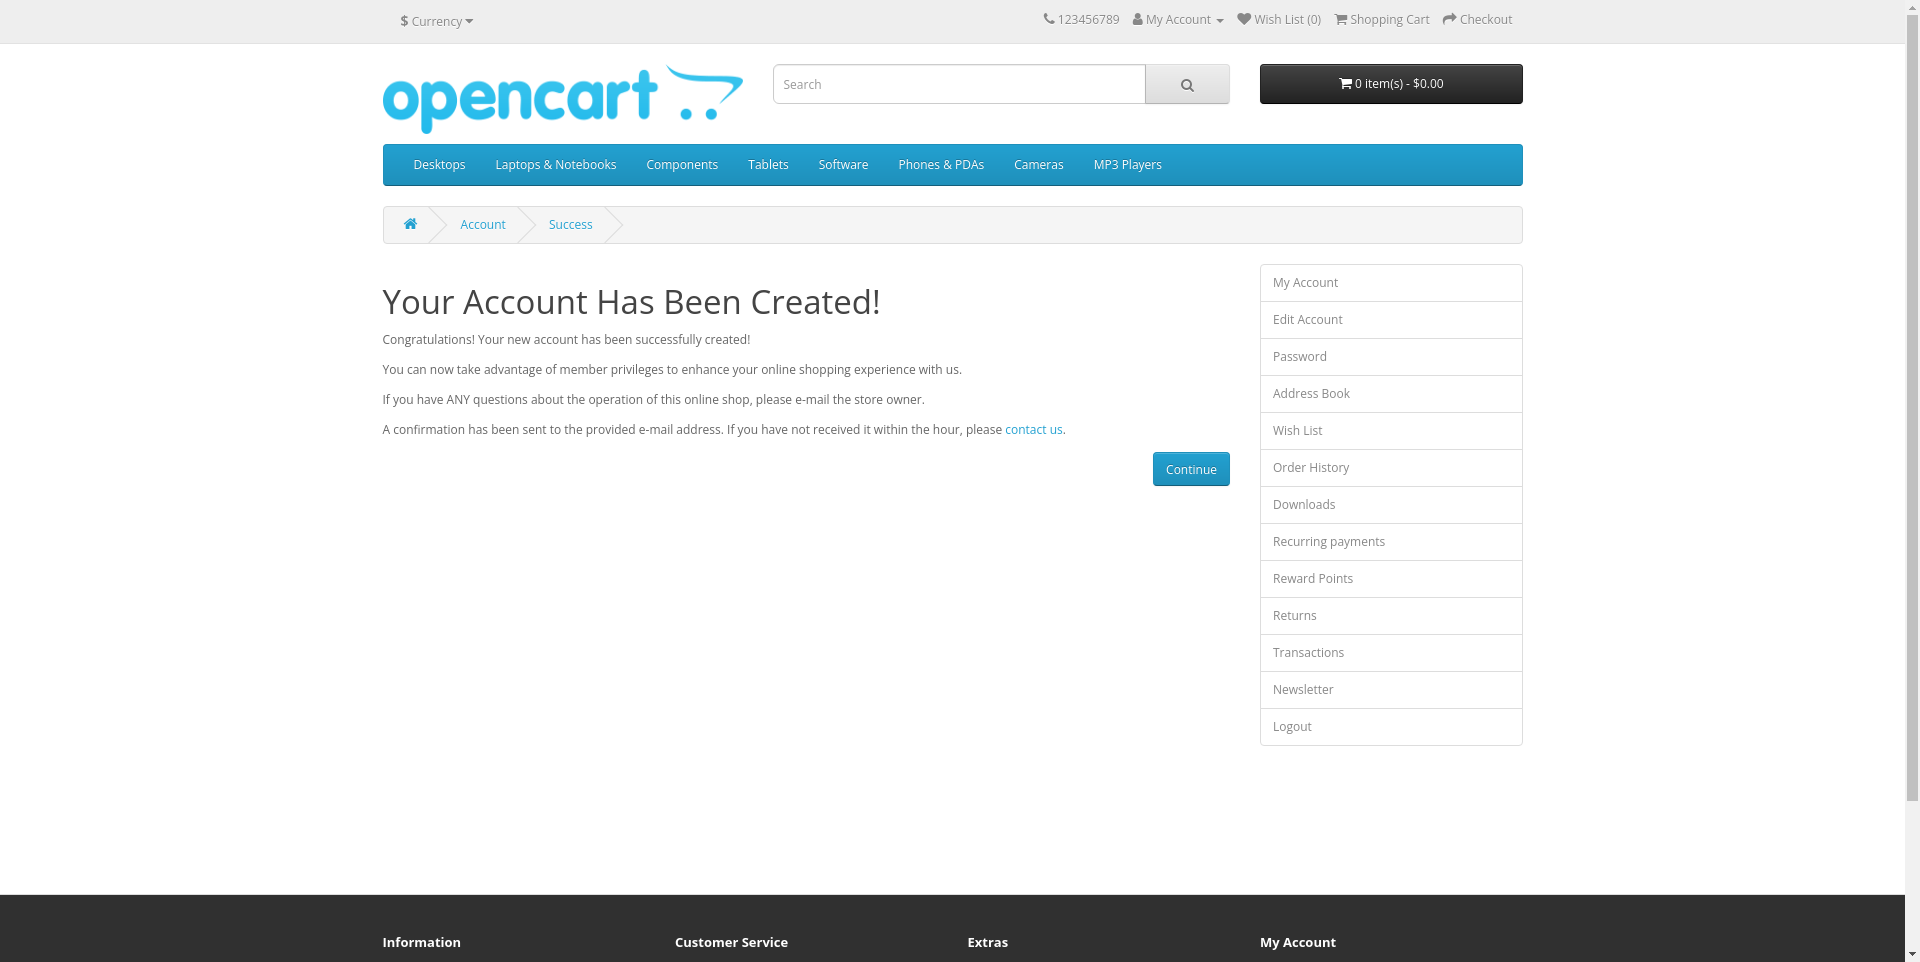 $ Currency
123456789 My Account Wish List (0) Shopping Cart Checkout
opencart
Search
0 item(s) - $0.00
Desktops Laptops & Notebooks Components Tablets Software Phones & PDAs Cameras MP3 Players
Account Success
Your Account Has Been Created!
Congratulations! Your new account has been successfully created!
You can now take advantage of member privileges to enhance your online shopping experience with us.
If you have ANY questions about the operation of this online shop, please e-mail the store owner.
A confirmation has been sent to the provided e-mail address. If you have not received it within the hour, please contact us.
Continue
My Account
Edit Account
Password
Address Book
Wish List
Order History
Downloads
Recurring payments
Reward Points
Returns
Transactions
Newsletter
Logout
Information Customer Service Extras My Account